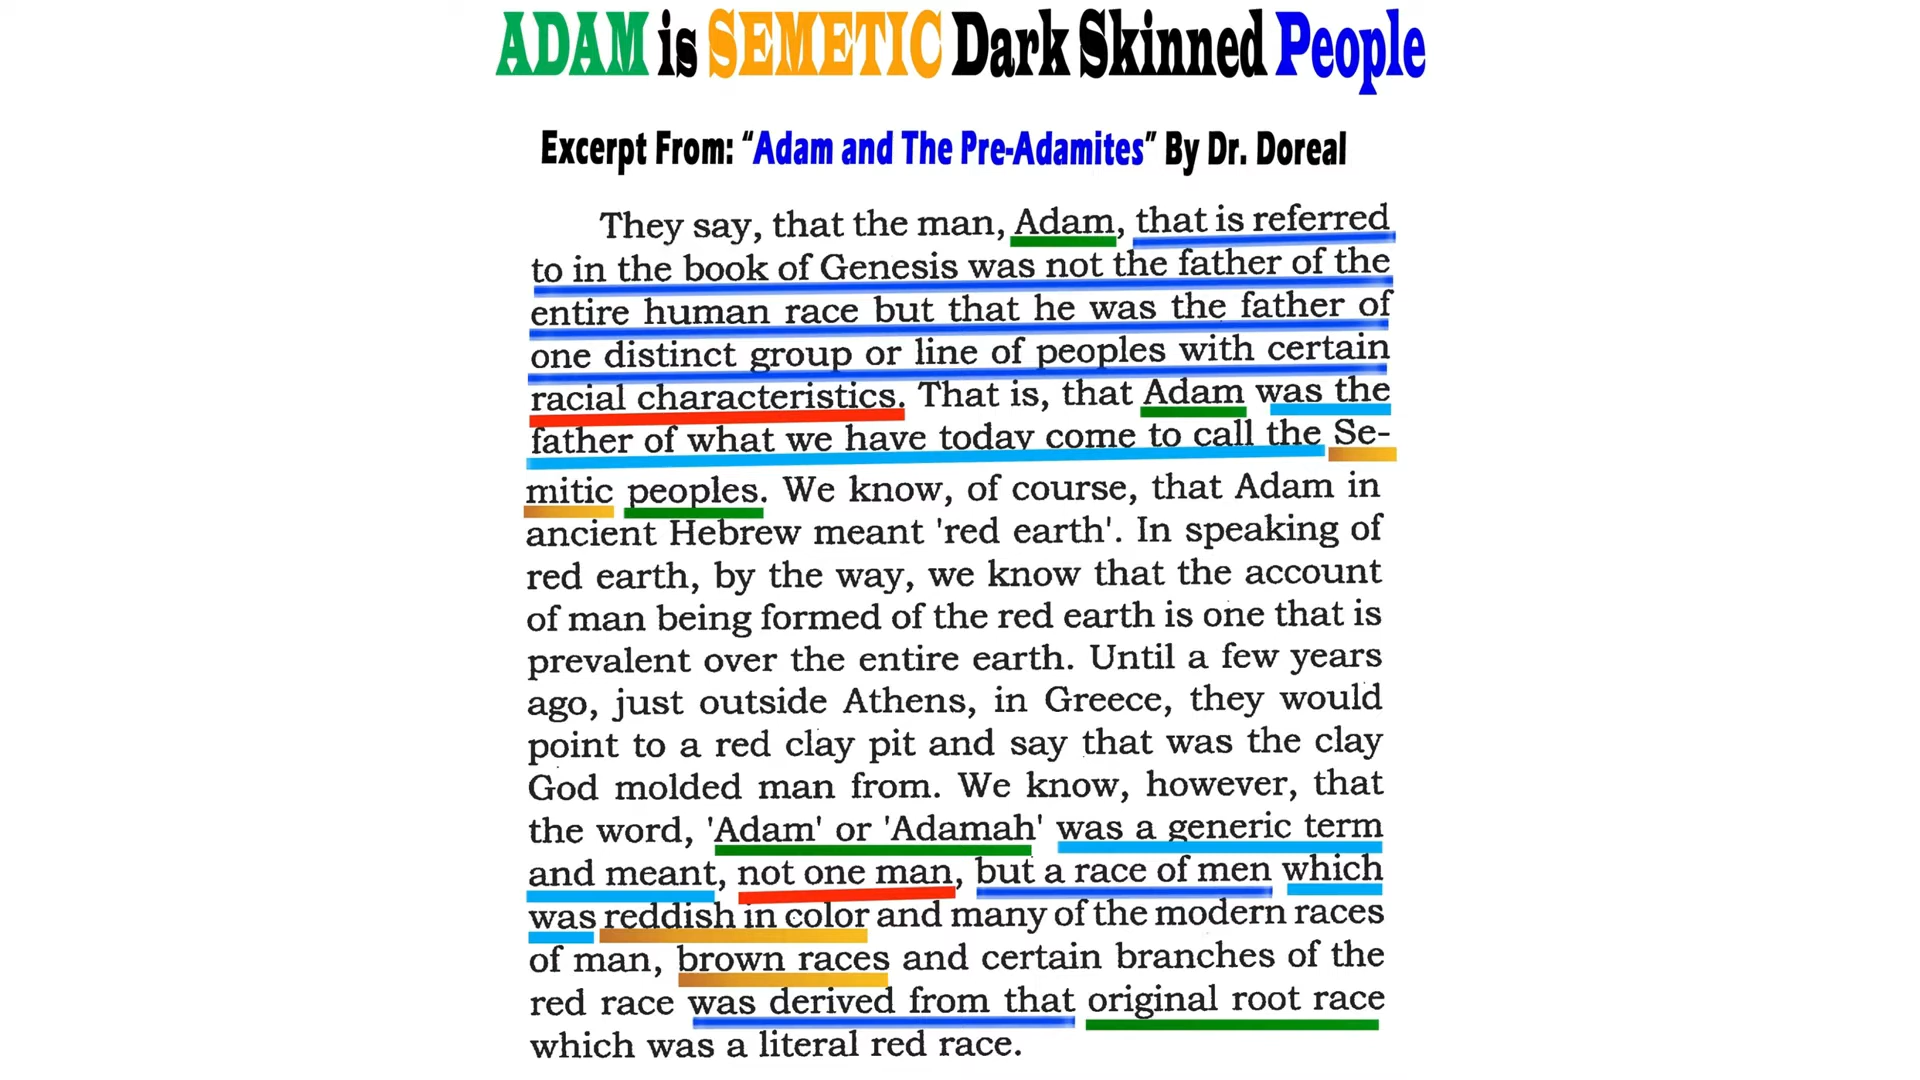 ADAM is SEMETIC Dark Skinned People
Excerpt From: “Adam and The Pre-Adamites” By Dr. Doreal
They say, that the man, Adam, that is referred
to in the book of Genesis was not the father of the
entire human race but that he was the father of
one distinct group or line of peoples with certain
racial characteristics. That is, that Adam was the
father of what we have today come to call the Se-
mitic peoples. We know, of course, that Adam in
ancient Hebrew meant 'red earth'. In speaking of
red earth, by the way, we know that the account
of man being formed of the red earth is one that is
prevalent over the entire earth. Until a few years
ago, just outside Athens, in Greece, they would
point to a red clay pit and say that was the clay
God molded man from. We know, however, that
the word, 'Adam' or 'Adamah' was a generic term
and meant, not one man, but a race of men which
was reddish in color and many of the modern races
of man, brown races and certain branches of the
red race was derived from that original root race
which was a literal red race.